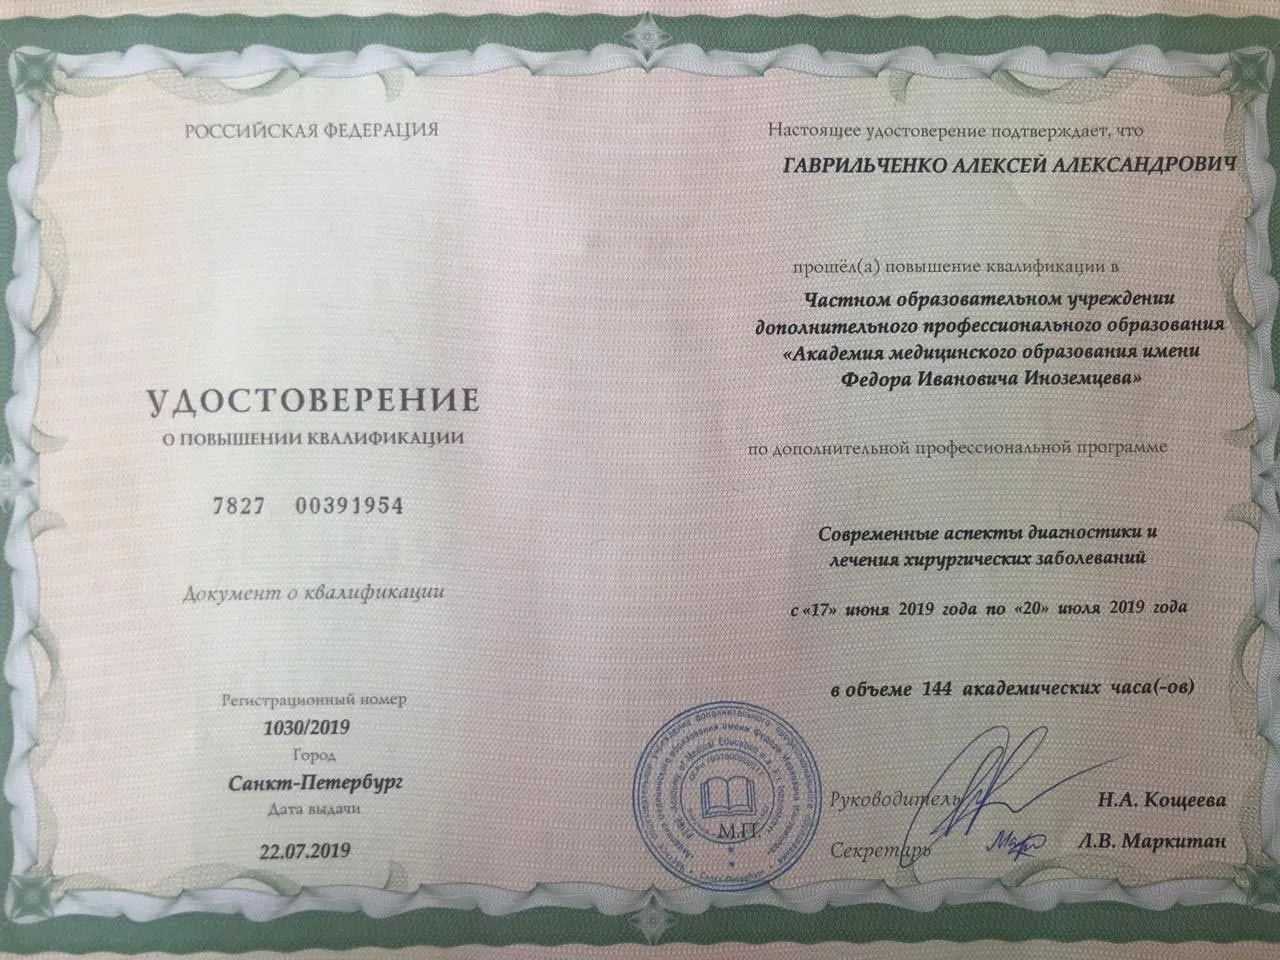 РОССИЙСКАЯ ФЕДЕРАЦИЯ
УДОСТОВЕРЕНИЕ
О ПОВЫШЕНИИ КВАЛИФИКАЦИИ
7827 00391954
Документ о квалификации
Регистрационный номер
1030/2019
Город
Санкт-Петербург
Дата выдачи
22.07.2019
Настоящее удостоверение подтверждает, что
ГАВРИЛЬЧЕНКО АЛЕКСЕЙ АЛЕКСАНДРОВИЧ
прошёл(а) повышение квалификации в
Частном образовательном учреждении
дополнительного профессионального образования
«Академия медицинского образования имени
Федора Ивановича Иноземцева»
по дополнительной профессиональной программе
Современные аспекты диагностики и
лечения хирургических заболеваний
с «17» июня 2019 года по «20» июля 2019 года
в объеме 144 академических часа(-ов)
М.П.
Руководитель Н.А. Кощеева
Секретарь Л.В. Маркитан